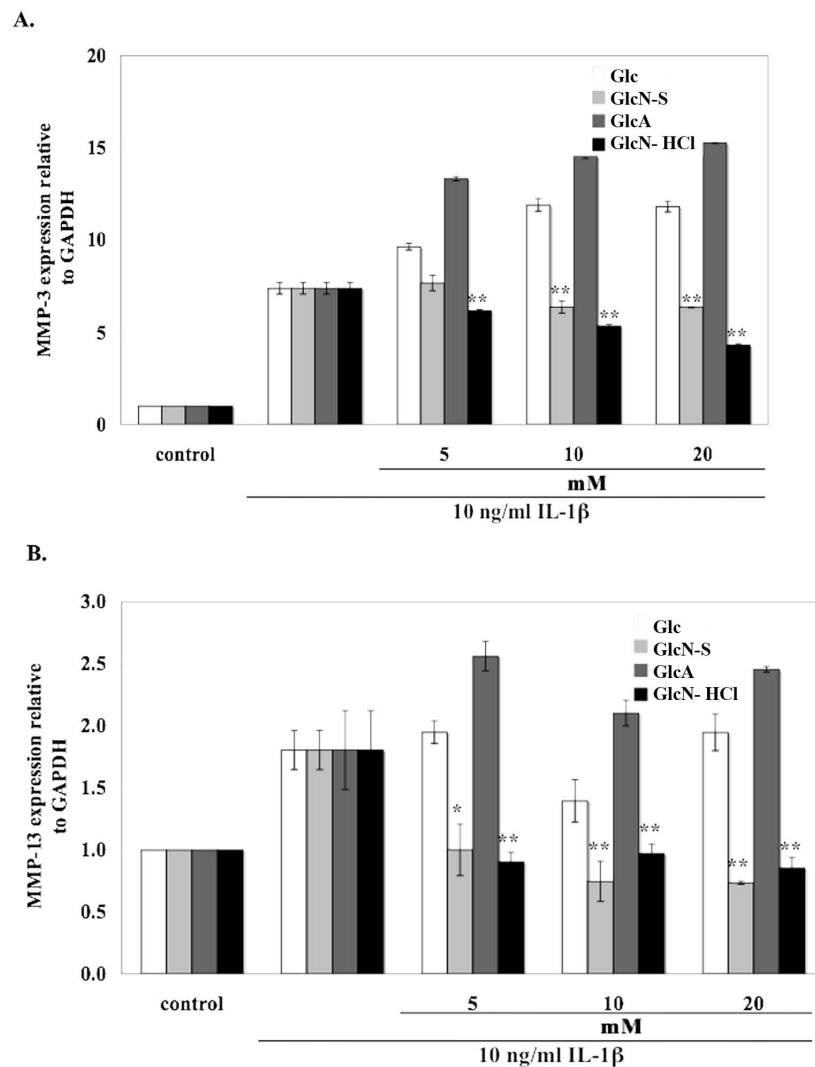 A.
MMP-3 expression relative
to GAPDH
20
15
10
5
0
Glc
GlcN-S
GlcA
GlcN- HCl
**
**
**
**
**
control
5
10
20
mM
10 ng/ml IL-1β
B.
MMP-13 expression relative
to GAPDH
3.0
2.5
2.0
1.5
1.0
0.5
0.0
Glc
GlcN-S
GlcA
GlcN- HCl
*
**
**
**
**
**
control
5
10
20
mM
10 ng/ml IL-1β